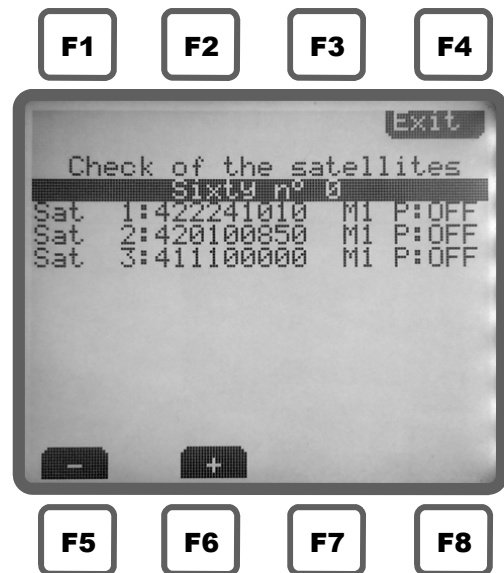 F1 F2 F3 F4
Exit
Check of the satellites
Sixty nº 0
Sat 1:422241010 M1 P:OFF
Sat 2:420100850 M1 P:OFF
Sat 3:411100000 M1 P:OFF
- +
F5 F6 F7 F8